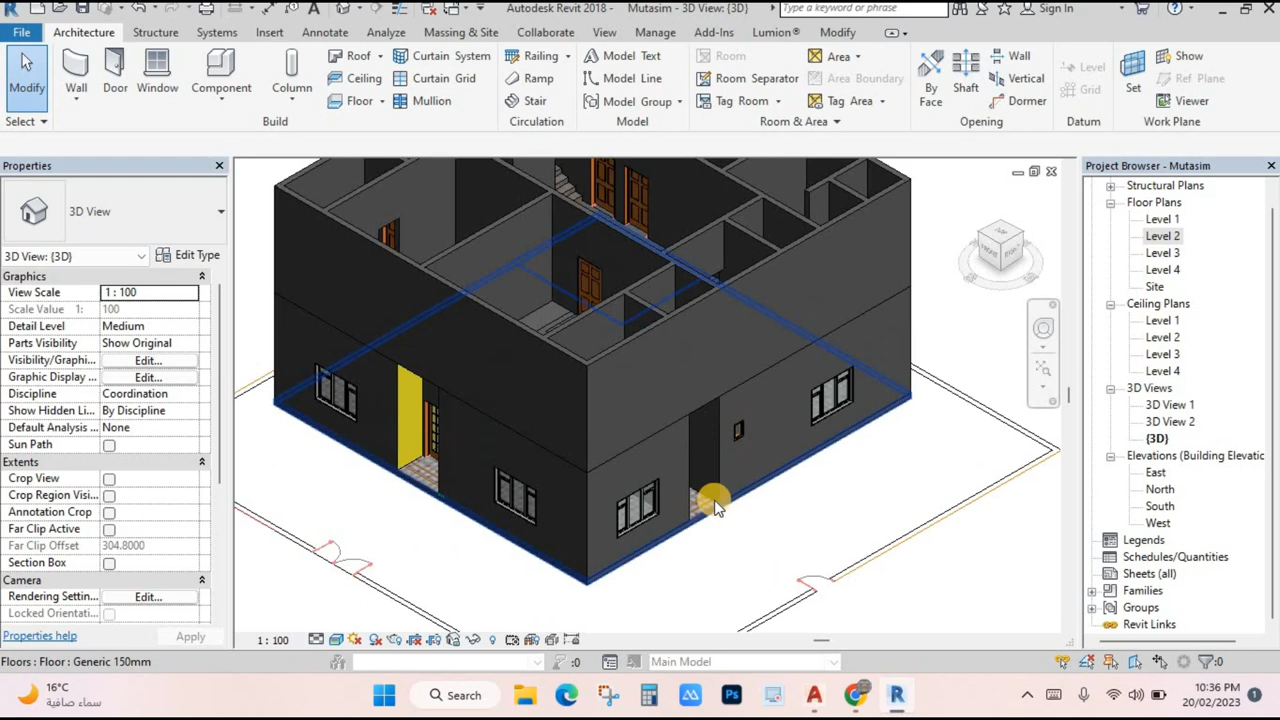 Autodesk Revit 2018 - Mutasim - 3D View: {3D}
Type a keyword or phrase
Sign In
File
Architecture
Structure
Systems
Insert
Annotate
Analyze
Massing & Site
Collaborate
View
Manage
Add-Ins
Lumion®
Modify
Modify
Wall
Door
Window
Component
Column
Roof
Ceiling
Floor
Curtain System
Curtain Grid
Mullion
Railing
Ramp
Stair
Model Text
Model Line
Model Group
Room
Room Separator
Tag Room
Area
Area Boundary
Tag Area
By
Face
Shaft
Wall
Vertical
Dormer
Level
Grid
Set
Show
Ref Plane
Viewer
Select
Build
Circulation
Model
Room & Area
Opening
Datum
Work Plane
Properties
3D View
3D View: {3D}
Edit Type
Graphics
View Scale 1 : 100
Scale Value 1: 100
Detail Level Medium
Parts Visibility Show Original
Visibility/Graphi... Edit...
Graphic Display ... Edit...
Discipline Coordination
Show Hidden Li... By Discipline
Default Analysis ... None
Sun Path
Extents
Crop View
Crop Region Vis...
Annotation Crop
Far Clip Active
Far Clip Offset 304.8000
Section Box
Camera
Rendering Settin... Edit...
Locked Orientati...
Properties help
Apply
Project Browser - Mutasim
Structural Plans
Floor Plans
Level 1
Level 2
Level 3
Level 4
Site
Ceiling Plans
Level 1
Level 2
Level 3
Level 4
3D Views
3D View 1
3D View 2
{3D}
Elevations (Building Elevatio
East
North
South
West
Legends
Schedules/Quantities
Sheets (all)
Families
Groups
Revit Links
1 : 100
Floors : Floor : Generic 150mm
:0
Main Model
:0
16°C
سماء صافية
Search
10:36 PM
20/02/2023